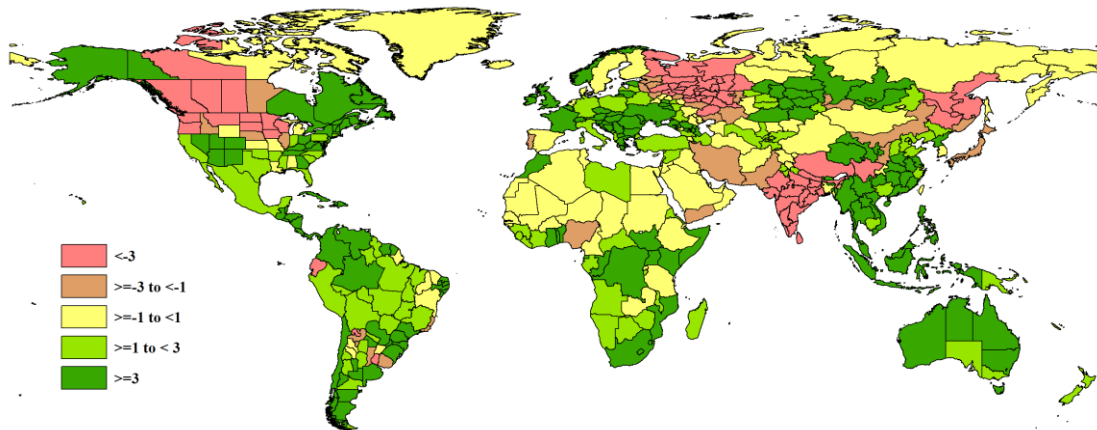 <-3
>=-3 to <-1
>=-1 to <1
>=1 to < 3
>=3